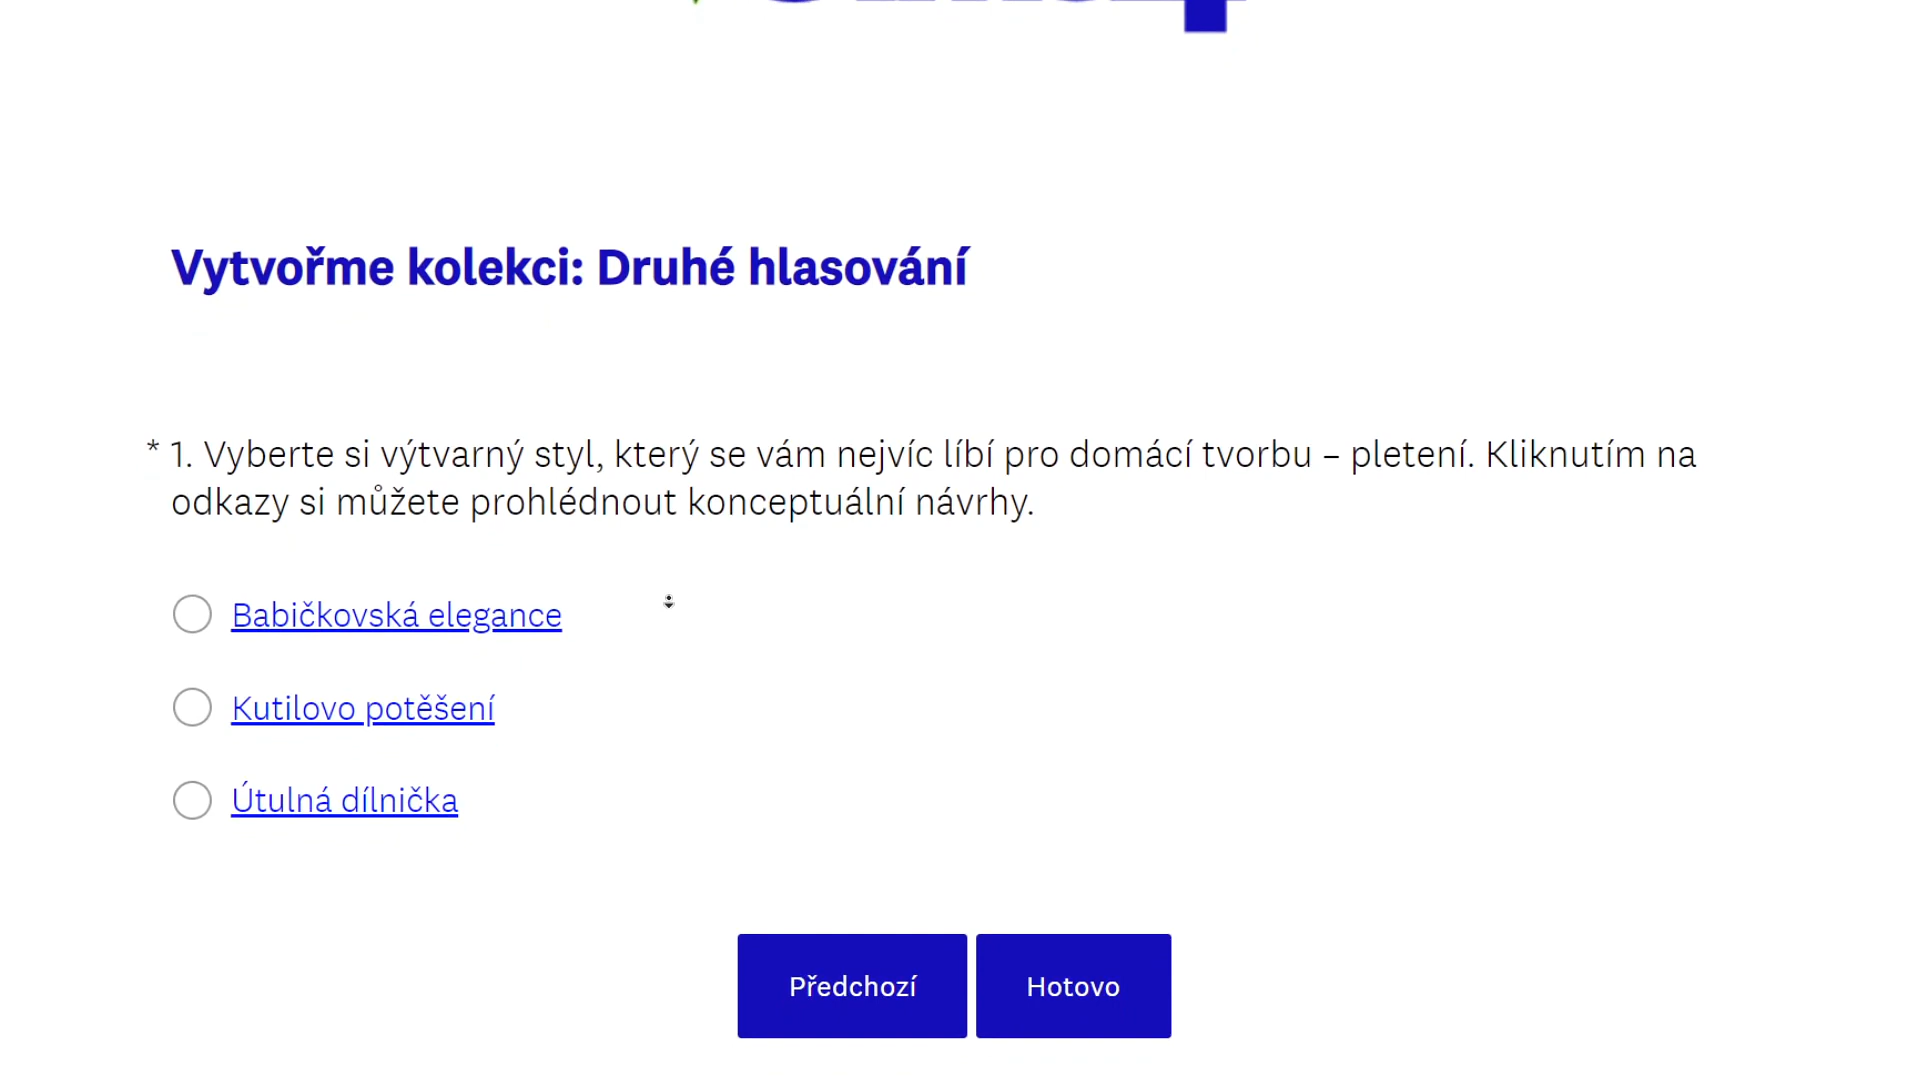 Vytvořme kolekci: Druhé hlasování
* 1. Vyberte si výtvarný styl, který se vám nejvíc líbí pro domácí tvorbu – pletení. Kliknutím na
odkazy si můžete prohlédnout konceptuální návrhy.
Babičkovská elegance
Kutilovo potěšení
Útulná dílnička
Předchozí
Hotovo